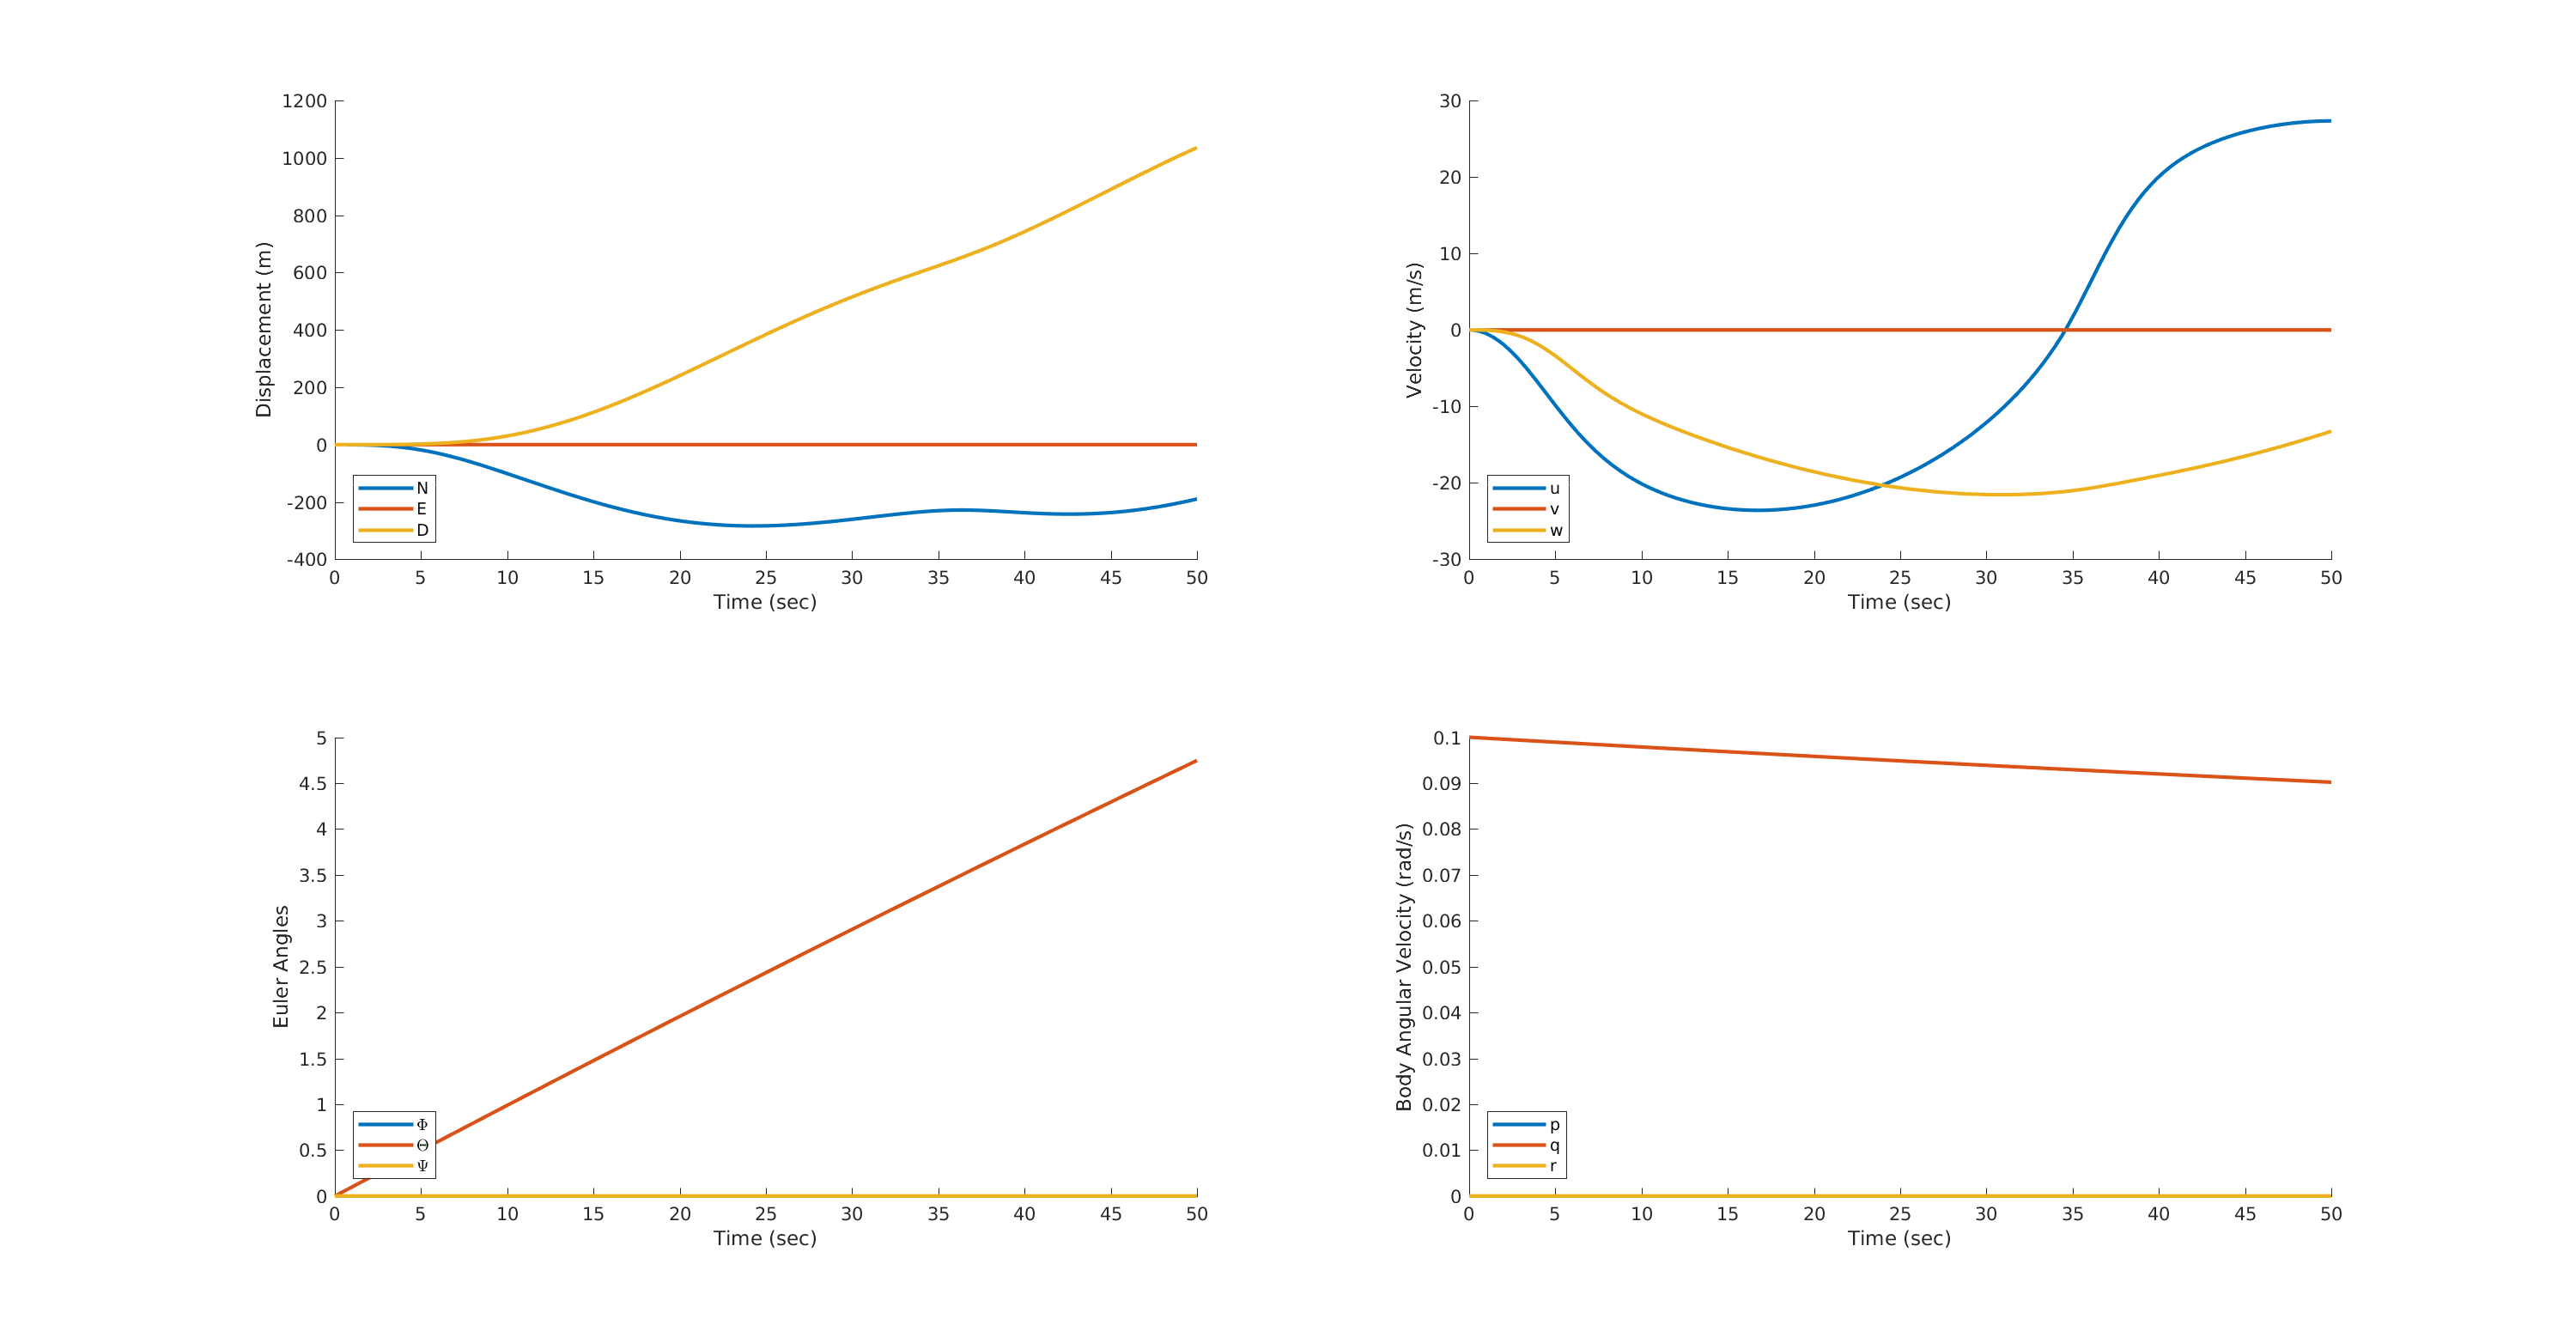 1200
1000
800
600
400
200
0
-200
-400
Displacement (m)
N
E
D
0 5 10 15 20 25 30 35 40 45 50
Time (sec)
30
20
10
0
-10
-20
-30
Velocity (m/s)
u
v
w
0 5 10 15 20 25 30 35 40 45 50
Time (sec)
5
4.5
4
3.5
3
2.5
2
1.5
1
0.5
0
Euler Angles
Φ
Θ
Ψ
0 5 10 15 20 25 30 35 40 45 50
Time (sec)
0.1
0.09
0.08
0.07
0.06
0.05
0.04
0.03
0.02
0.01
0
Body Angular Velocity (rad/s)
p
q
r
0 5 10 15 20 25 30 35 40 45 50
Time (sec)